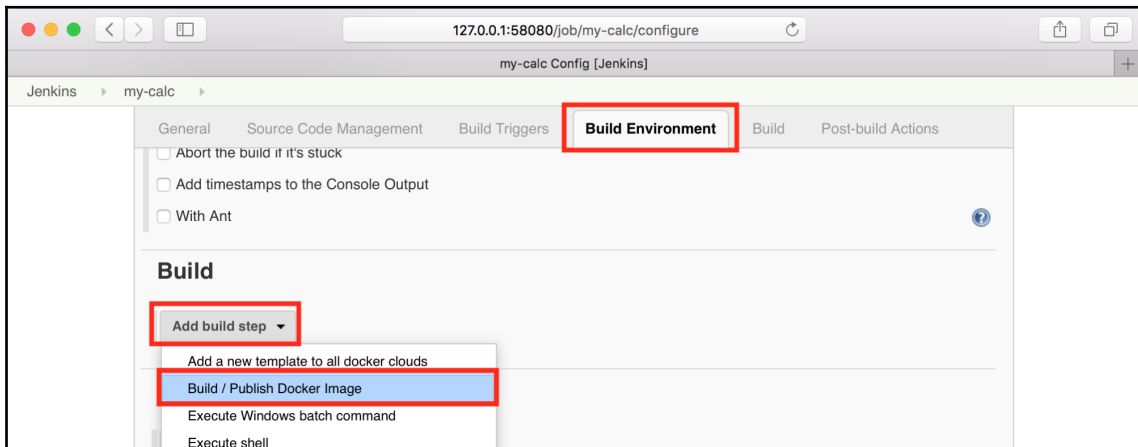 127.0.0.1:58080/job/my-calc/configure
my-calc Config [Jenkins]
Jenkins my-calc
General Source Code Management Build Triggers Build Environment Build Post-build Actions
Abort the build if it's stuck
Add timestamps to the Console Output
With Ant
Build
Add build step
Add a new template to all docker clouds
Build / Publish Docker Image
Execute Windows batch command
Execute shell